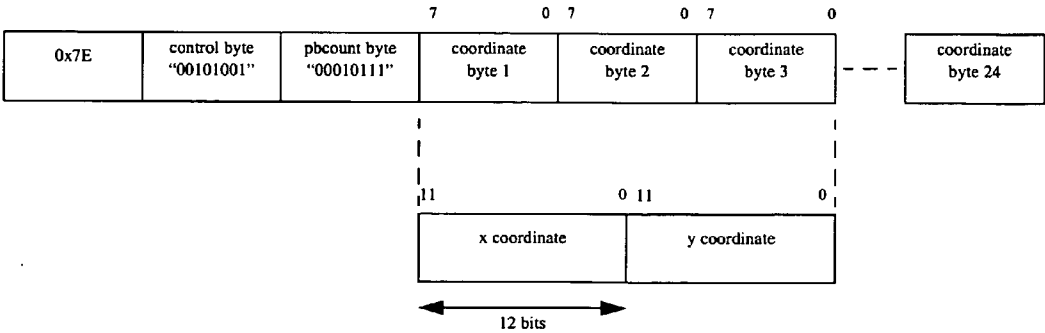 7 0 7 0 7 0
0x7E
control byte
“00101001”
pbcount byte
“00010111”
coordinate
byte 1
coordinate
byte 2
coordinate
byte 3
coordinate
byte 24
11 0 11 0
x coordinate
y coordinate
12 bits